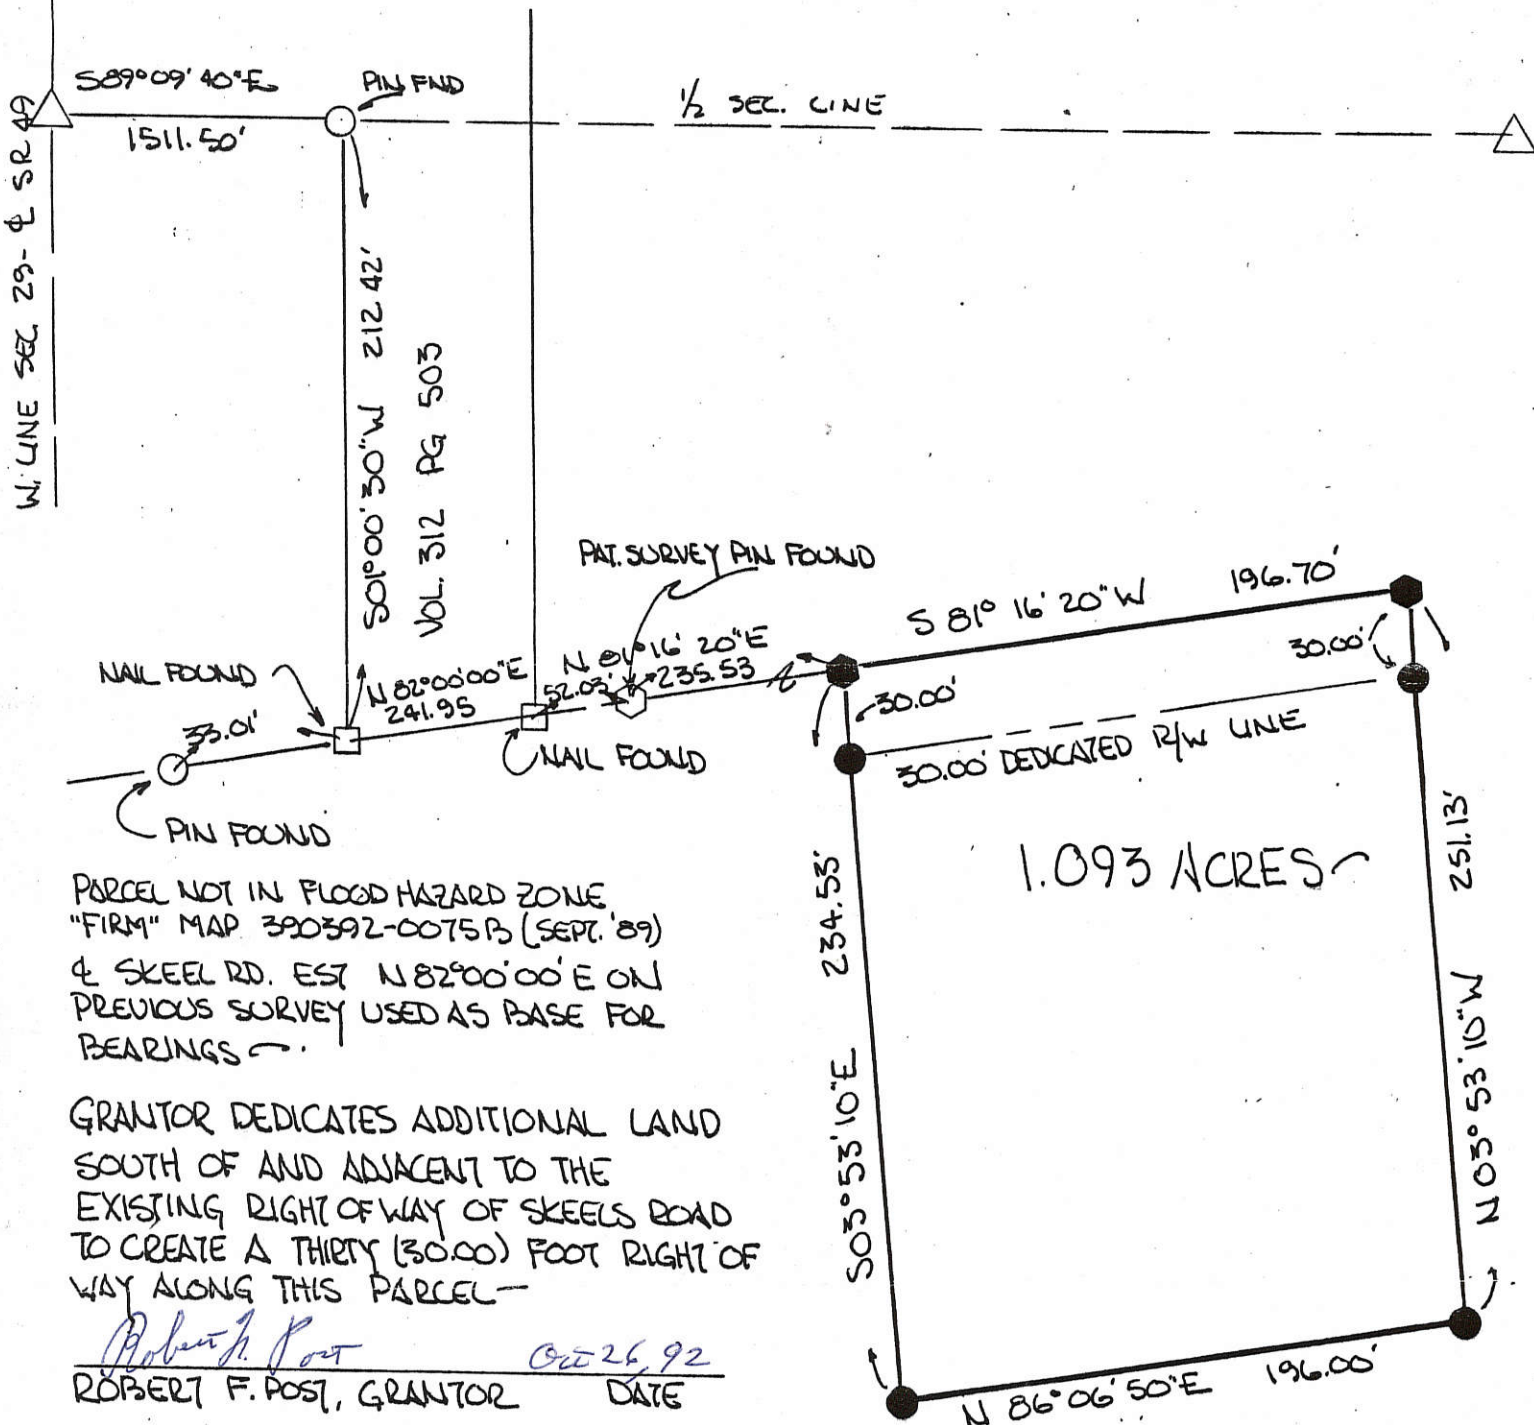 S89°09'40"E
PIN FND
1/2 SEC. LINE
1511.50'
W. LINE SEC 29- ℄ SR 49
S01°00'30"W 212.42'
VOL. 312 PG 503
PAT. SURVEY PIN FOUND
S 81° 16' 20" W 196.70'
NAIL FOUND
N 82°00'00"E
241.95
N 81°16' 20"E
52.03'
235.53
30.00'
30.00'
33.01'
NAIL FOUND
30.00' DEDICATED R/W LINE
PIN FOUND
1.093 ACRES
234.53'
251.13'
PARCEL NOT IN FLOOD HAZARD ZONE
"FIRM" MAP 390392-0075B (SEPT. '89)
℄ SKEEL RD. EST N82°00'00'E ON
PREVIOUS SURVEY USED AS BASE FOR
BEARINGS.
S03°53'10"E
N 03° 53' 10" W
GRANTOR DEDICATES ADDITIONAL LAND
SOUTH OF AND ADJACENT TO THE
EXISTING RIGHT OF WAY OF SKEELS ROAD
TO CREATE A THIRTY (30.00) FOOT RIGHT OF
WAY ALONG THIS PARCEL—
Robert F. Post Oct 26, 92
ROBERT F. POST, GRANTOR DATE
N 86°06'50"E 196.00'